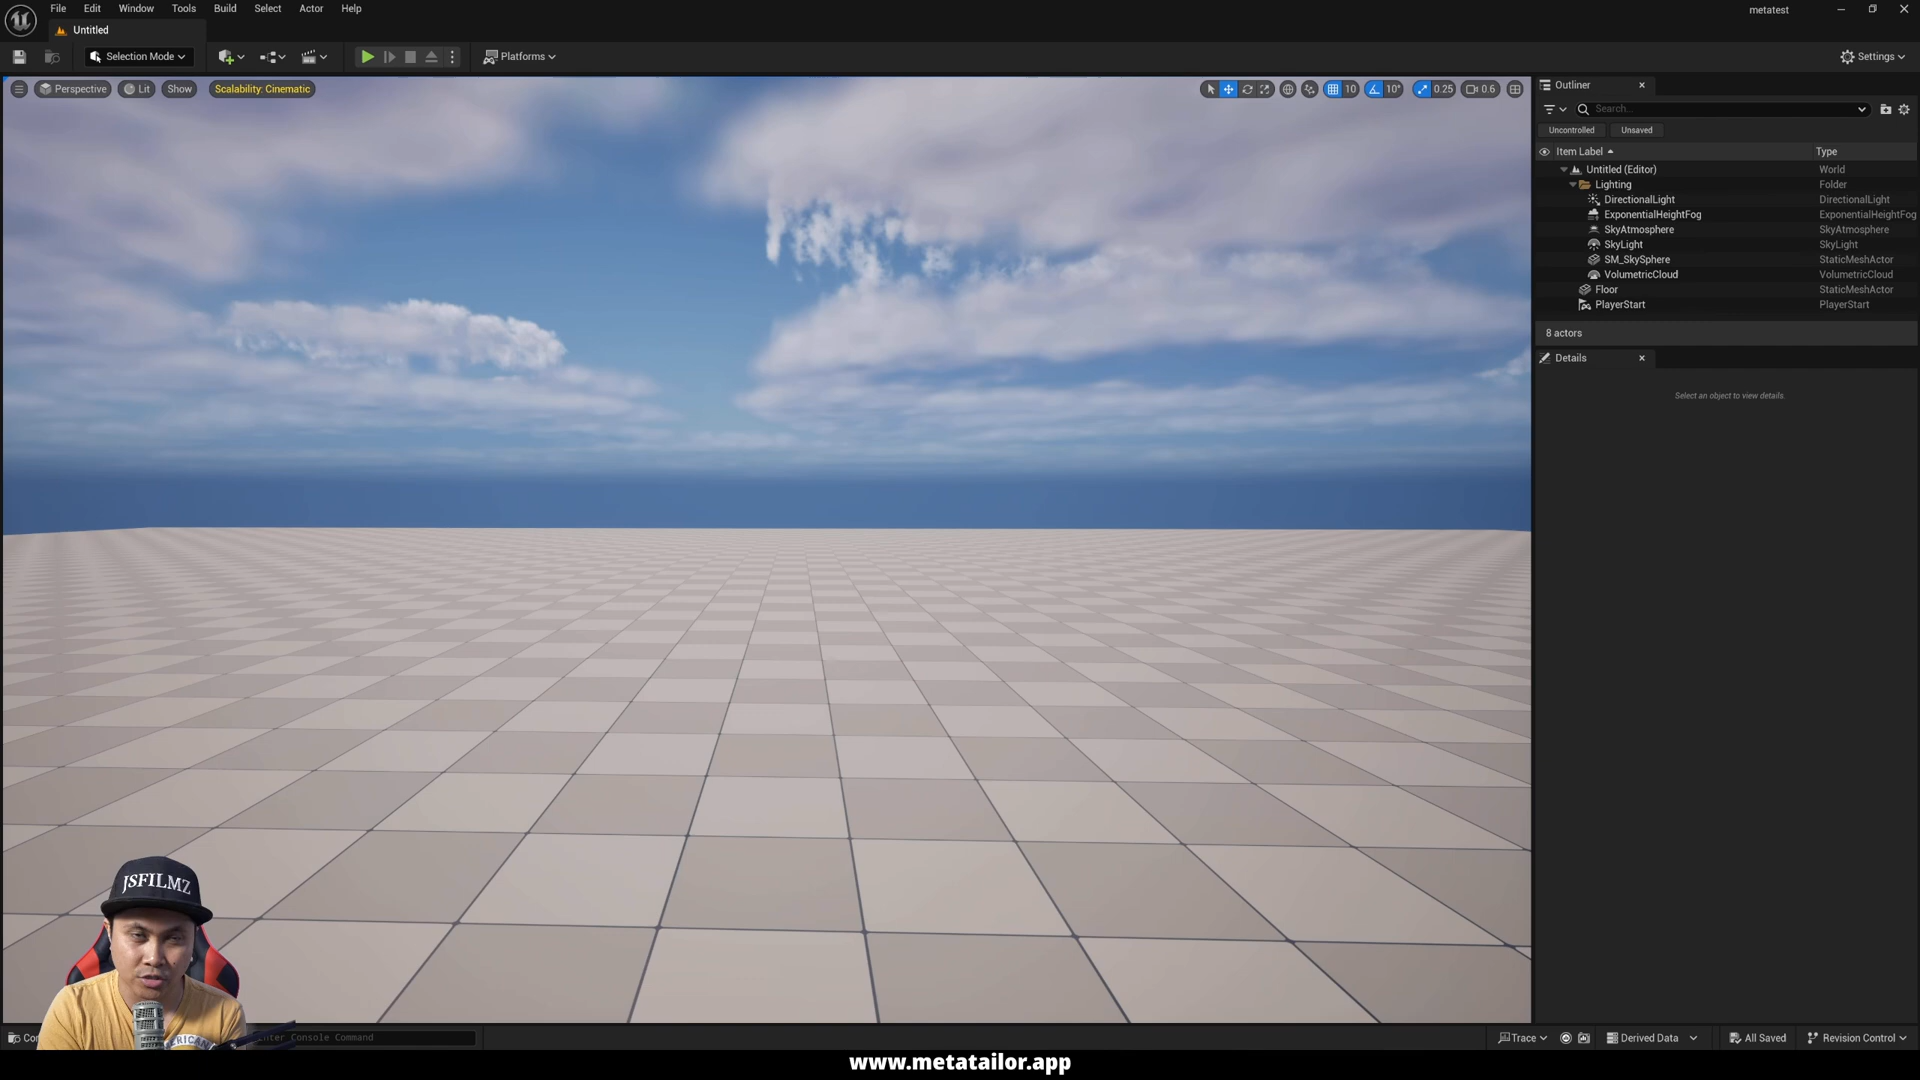 File Edit Window Tools Build Select Actor Help
metatest
Untitled
Selection Mode
Platforms
Settings
Perspective Lit Show Scalability: Cinematic
10 10° 0.25 0.6
Outliner
Search...
Uncontrolled Unsaved
Item Label Type
Untitled (Editor) World
Lighting Folder
DirectionalLight DirectionalLight
ExponentialHeightFog ExponentialHeightFog
SkyAtmosphere SkyAtmosphere
SkyLight SkyLight
SM_SkySphere StaticMeshActor
VolumetricCloud VolumetricCloud
Floor StaticMeshActor
PlayerStart PlayerStart
8 actors
Details
Select an object to view details.
JSFILMZ
Enter Console Command
Trace Derived Data All Saved Revision Control
www.metatailor.app